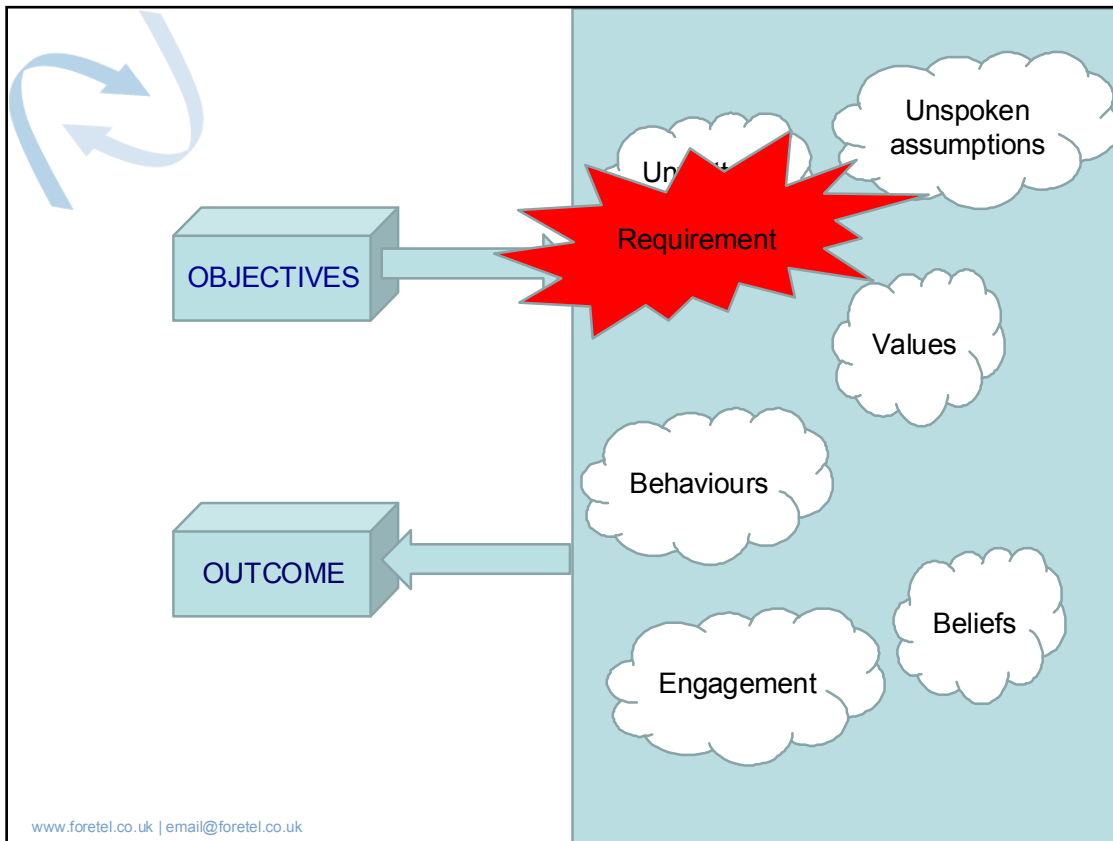 Unspoken
assumptions
Requirement
OBJECTIVES
Values
Behaviours
OUTCOME
Beliefs
Engagement
www.foretel.co.uk | email@foretel.co.uk